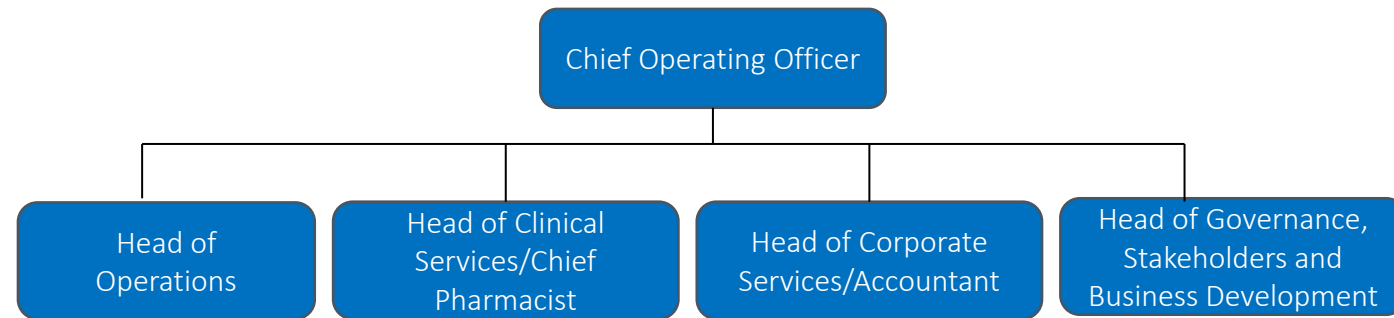 Chief Operating Officer
Head of
Operations
Head of Clinical
Services/Chief
Pharmacist
Head of Corporate
Services/Accountant
Head of Governance,
Stakeholders and
Business Development